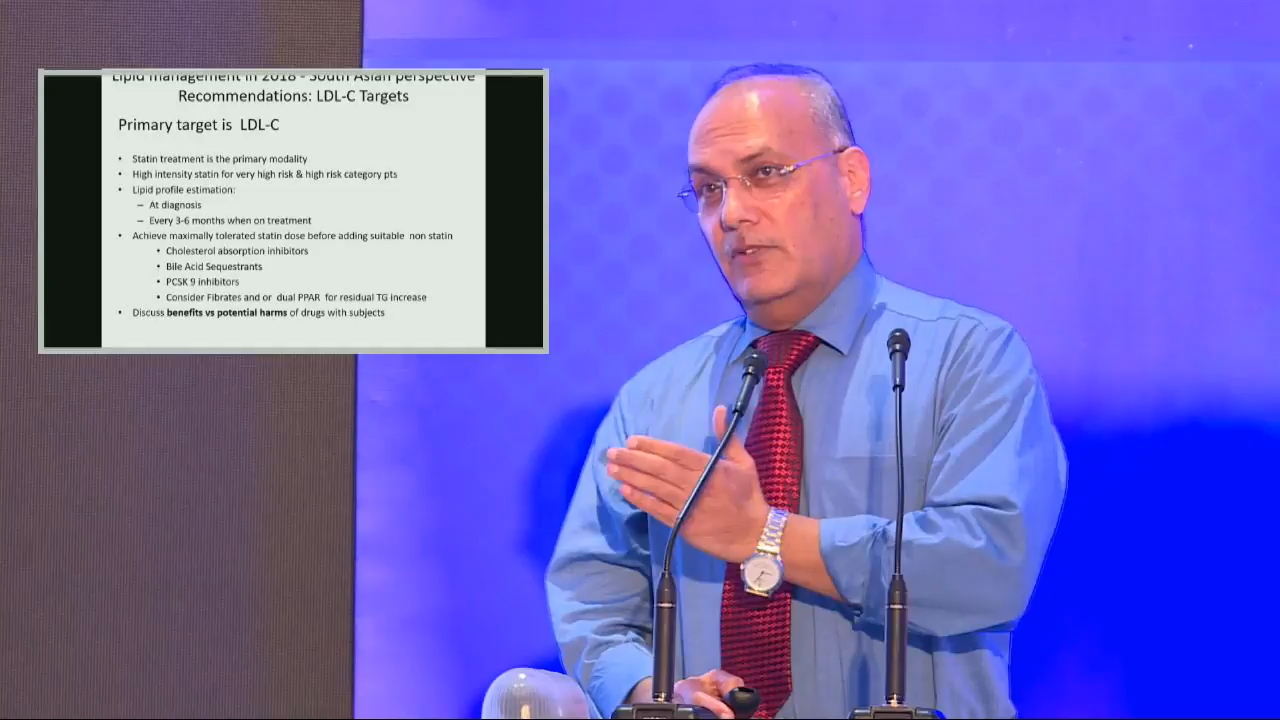 Lipid management in 2018 - South Asian perspective
Recommendations: LDL-C Targets
Primary target is LDL-C
• Statin treatment is the primary modality
• High intensity statin for very high risk & high risk category pts
• Lipid profile estimation:
– At diagnosis
– Every 3-6 months when on treatment
• Achieve maximally tolerated statin dose before adding suitable non statin
• Cholesterol absorption inhibitors
• Bile Acid Sequestrants
• PCSK 9 inhibitors
• Consider Fibrates and or dual PPAR for residual TG increase
• Discuss benefits vs potential harms of drugs with subjects